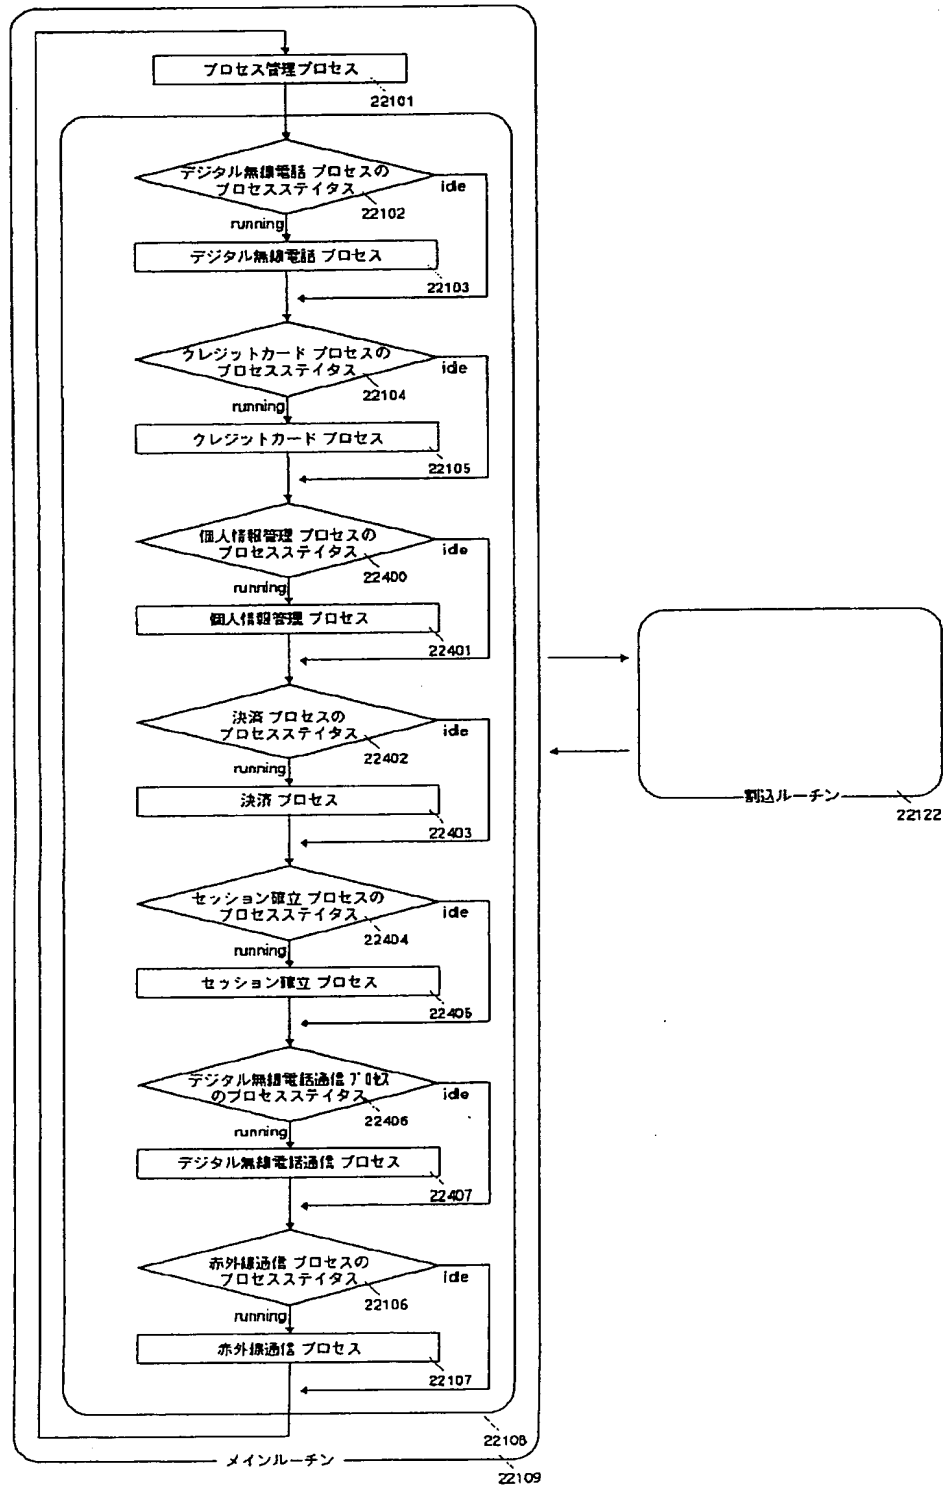 プロセス管理プロセス
22101
デジタル無線電話 プロセスの
プロセスステイタス
idle
22102
running
デジタル無線電話 プロセス
22103
クレジットカード プロセスの
プロセスステイタス
idle
22104
running
クレジットカード プロセス
22105
個人情報管理 プロセスの
プロセスステイタス
idle
22400
running
個人情報管理 プロセス
22401
決済 プロセスの
プロセスステイタス
idle
22402
running
決済 プロセス
22403
割込ルーチン
22122
セッション確立 プロセスの
プロセスステイタス
idle
22404
running
セッション確立 プロセス
22405
デジタル無線電話通信 プロセス
のプロセスステイタス
idle
22406
running
デジタル無線電話通信 プロセス
22407
赤外線通信 プロセスの
プロセスステイタス
idle
22106
running
赤外線通信 プロセス
22107
22108
メインルーチン
22109